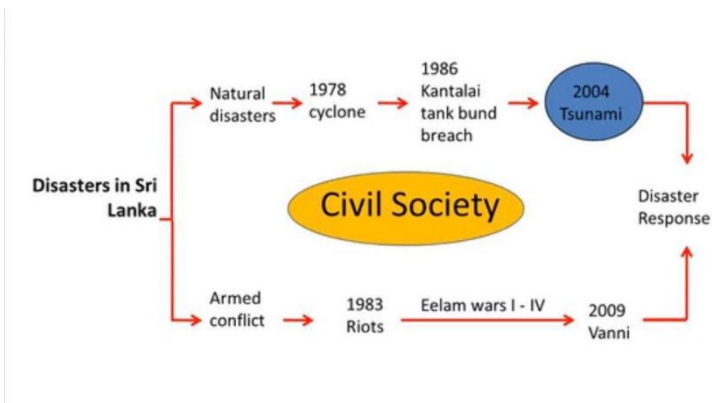 Disasters in Sri
Lanka
Natural
disasters
1978
cyclone
1986
Kantalai
tank bund
breach
2004
Tsunami
Civil Society
Disaster
Response
Armed
conflict
1983
Riots
Eelam wars I - IV
2009
Vanni